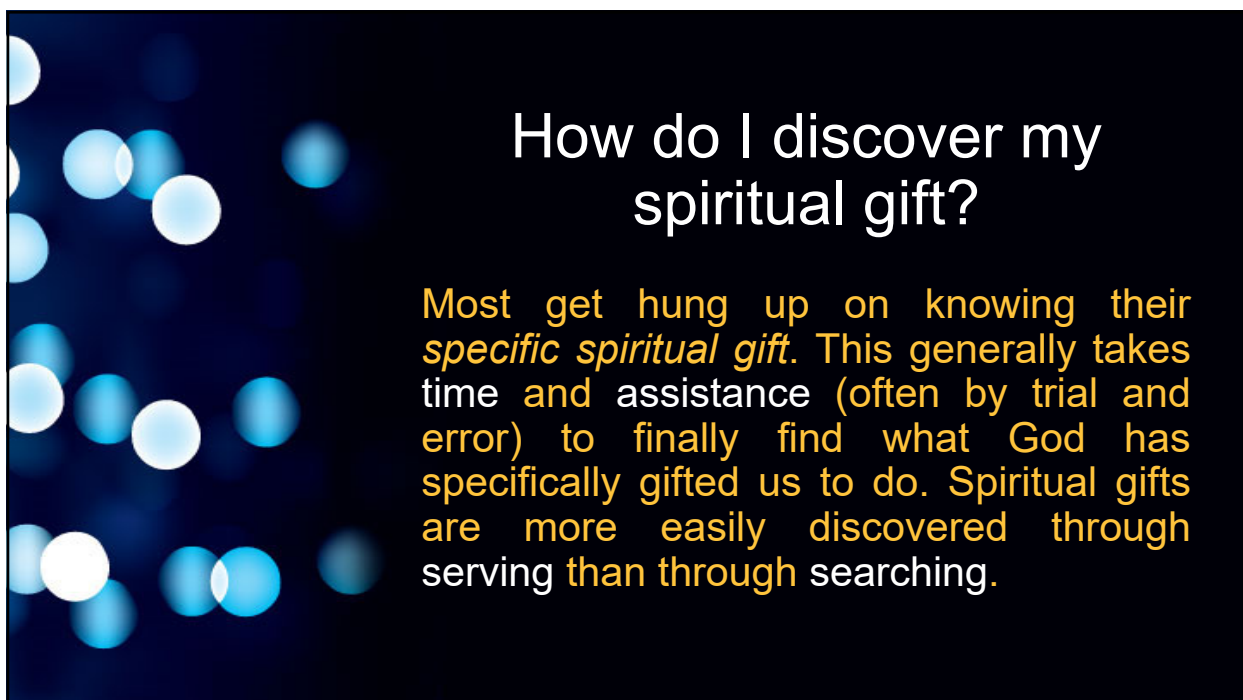 How do I discover my
spiritual gift?
Most get hung up on knowing their
specific spiritual gift. This generally takes
time and assistance (often by trial and
error) to finally find what God has
specifically gifted us to do. Spiritual gifts
are more easily discovered through
serving than through searching.